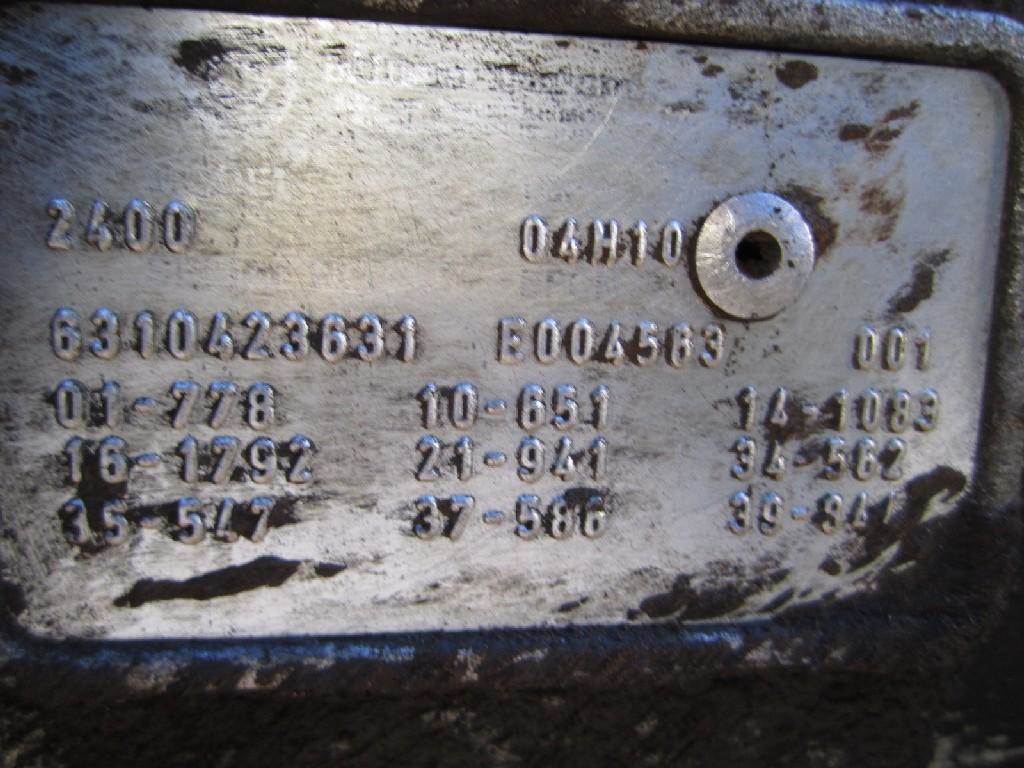 2400 04H10
6310423631 E004563 001
01-778 10-651 14-1083
16-1792 21-941 34-562
35-547 37-586